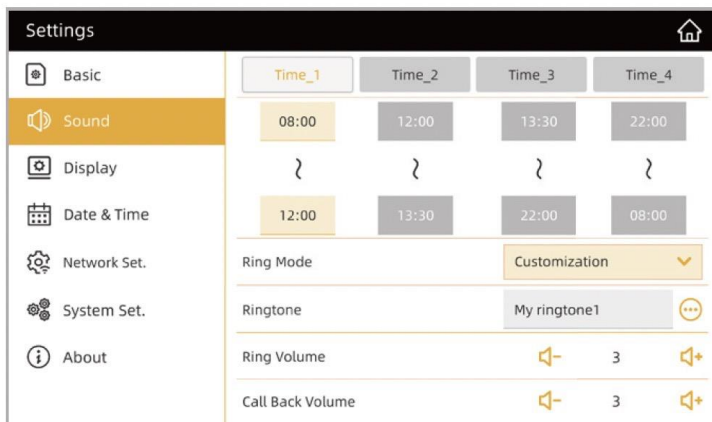 Settings
Basic
Sound
Display
Date & Time
Network Set.
System Set.
About
Time_1 Time_2 Time_3 Time_4
08:00 12:00 13:30 22:00
12:00 13:30 22:00 08:00
Ring Mode Customization
Ringtone My ringtone1
Ring Volume 3
Call Back Volume 3